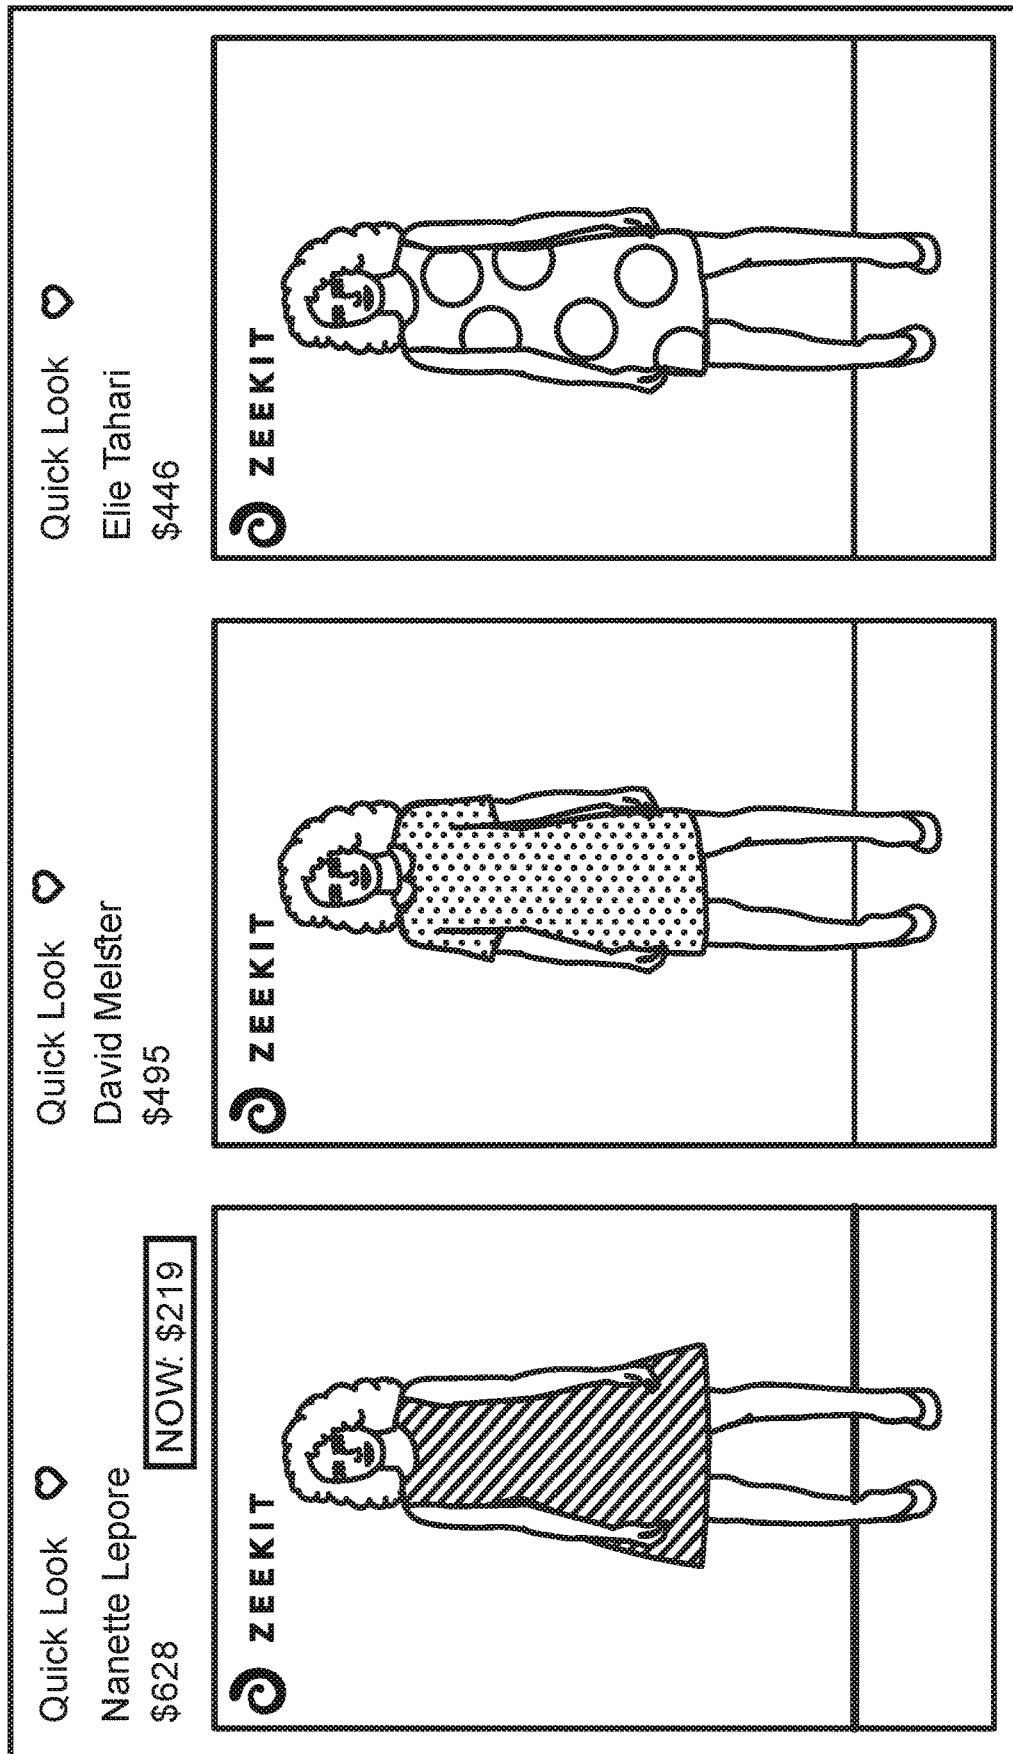 Quick Look
Nanette Lepore
$628
NOW: $219
ZEEKIT
Quick Look
David Melster
$495
ZEEKIT
Quick Look
Elie Tahari
$446
ZEEKIT